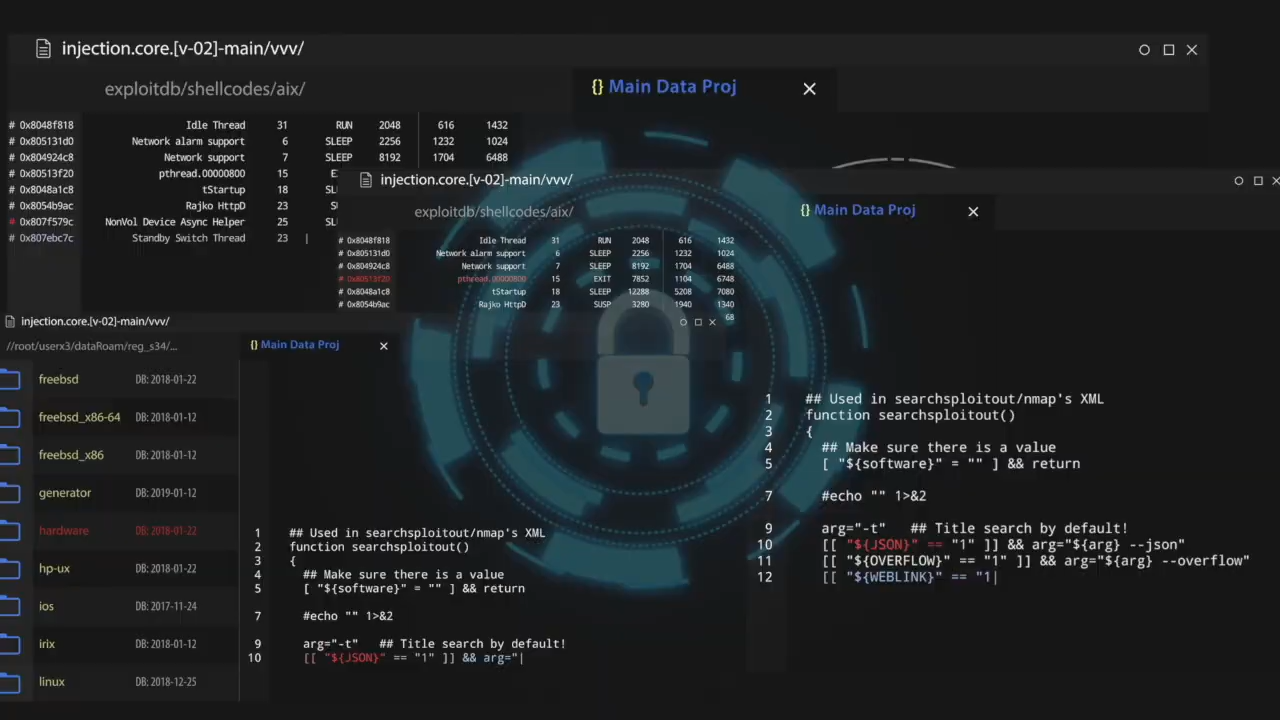 injection.core.[v-02]-main/vvv/
exploitdb/shellcodes/aix/
{} Main Data Proj
# 0x8048f818 Idle Thread 31 RUN 2048 616 1432
# 0x805131d0 Network alarm support 6 SLEEP 2256 1232 1024
# 0x804924c8 Network support 7 SLEEP 8192 1704 6488
# 0x80513f20 pthread.00000800 15 E
# 0x8048a1c8 tStartup 18 SL
# 0x8054b9ac Rajko HttpD 23 S
# 0x807f579c NonVol Device Async Helper 25 SL
# 0x807ebc7c Standby Switch Thread 23 |
injection.core.[v-02]-main/vvv/
exploitdb/shellcodes/aix/
{} Main Data Proj
# 0x8048f818 Idle Thread 31 RUN 2048 616 1432
# 0x805131d0 Network alarm support 6 SLEEP 2256 1232 1024
# 0x804924c8 Network support 7 SLEEP 8192 1704 6488
# 0x80513f20 pthread.00000800 15 EXIT 7852 1104 6748
# 0x8048a1c8 tStartup 18 SLEEP 12288 5208 7080
# 0x8054b9ac Rajko HttpD 23 SUSP 3280 1940 1340
68
1 ## Used in searchsploitout/nmap's XML
2 function searchsploitout()
3 {
4 ## Make sure there is a value
5 [ "${software}" = "" ] && return
7 #echo "" 1>&2
9 arg="-t" ## Title search by default!
10 [[ "${JSON}" == "1" ]] && arg="${arg} --json"
11 [[ "${OVERFLOW}" == "1" ]] && arg="${arg} --overflow"
12 [[ "${WEBLINK}" == "1|
injection.core.[v-02]-main/vvv/
//root/userx3/dataRoam/reg_s34/...
{} Main Data Proj
freebsd DB: 2018-01-22
freebsd_x86-64 DB: 2018-01-12
freebsd_x86 DB: 2018-01-12
generator DB: 2019-01-12
hardware DB: 2018-01-22
hp-ux DB: 2018-01-22
ios DB: 2017-11-24
irix DB: 2018-01-12
linux DB: 2018-12-25
1 ## Used in searchsploitout/nmap's XML
2 function searchsploitout()
3 {
4 ## Make sure there is a value
5 [ "${software}" = "" ] && return
7 #echo "" 1>&2
9 arg="-t" ## Title search by default!
10 [[ "${JSON}" == "1" ]] && arg="|